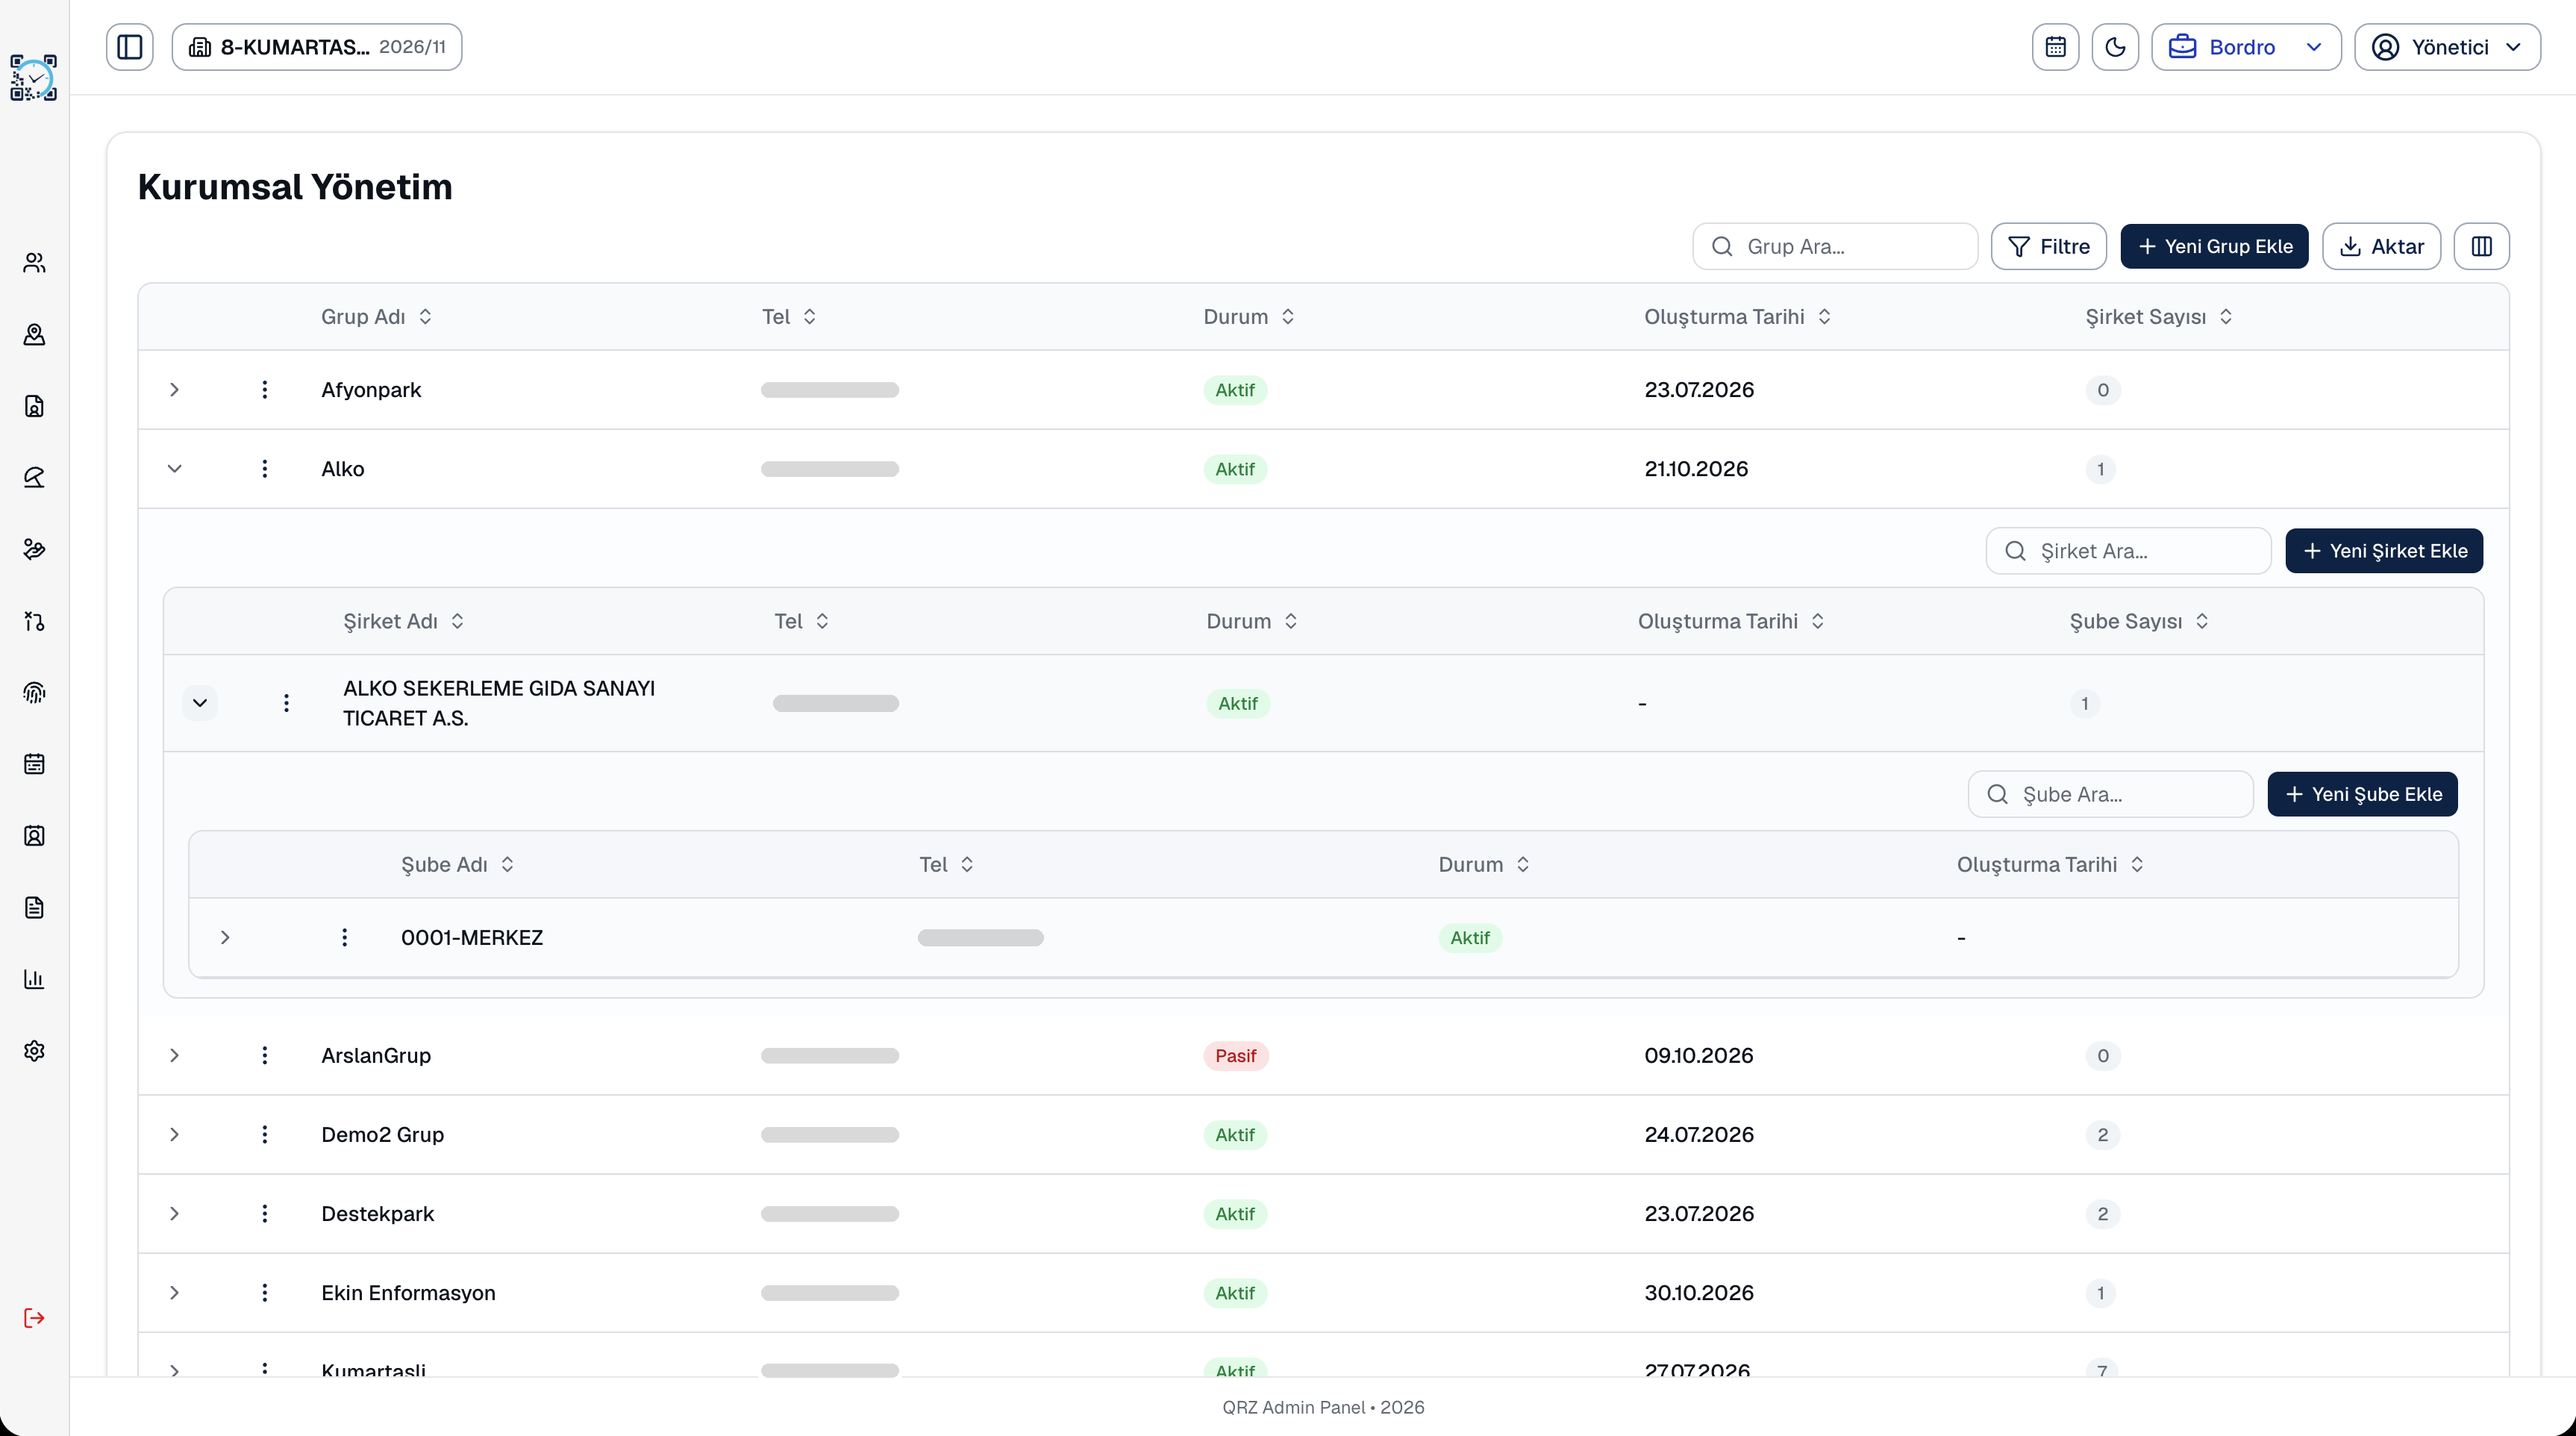 8-KUMARTAS... 2026/11
Bordro
Yönetici
Kurumsal Yönetim
Grup Ara...
Filtre
+ Yeni Grup Ekle
Aktar
Grup Adı Tel Durum Oluşturma Tarihi Şirket Sayısı
Afyonpark Aktif 23.07.2026 0
Alko Aktif 21.10.2026 1
Şirket Ara...
+ Yeni Şirket Ekle
Şirket Adı Tel Durum Oluşturma Tarihi Şube Sayısı
ALKO SEKERLEME GIDA SANAYI
TICARET A.S. Aktif - 1
Şube Ara...
+ Yeni Şube Ekle
Şube Adı Tel Durum Oluşturma Tarihi
0001-MERKEZ Aktif -
ArslanGrup Pasif 09.10.2026 0
Demo2 Grup Aktif 24.07.2026 2
Destekpark Aktif 23.07.2026 2
Ekin Enformasyon Aktif 30.10.2026 1
Kumartasli Aktif 27.07.2026 7
QRZ Admin Panel • 2026